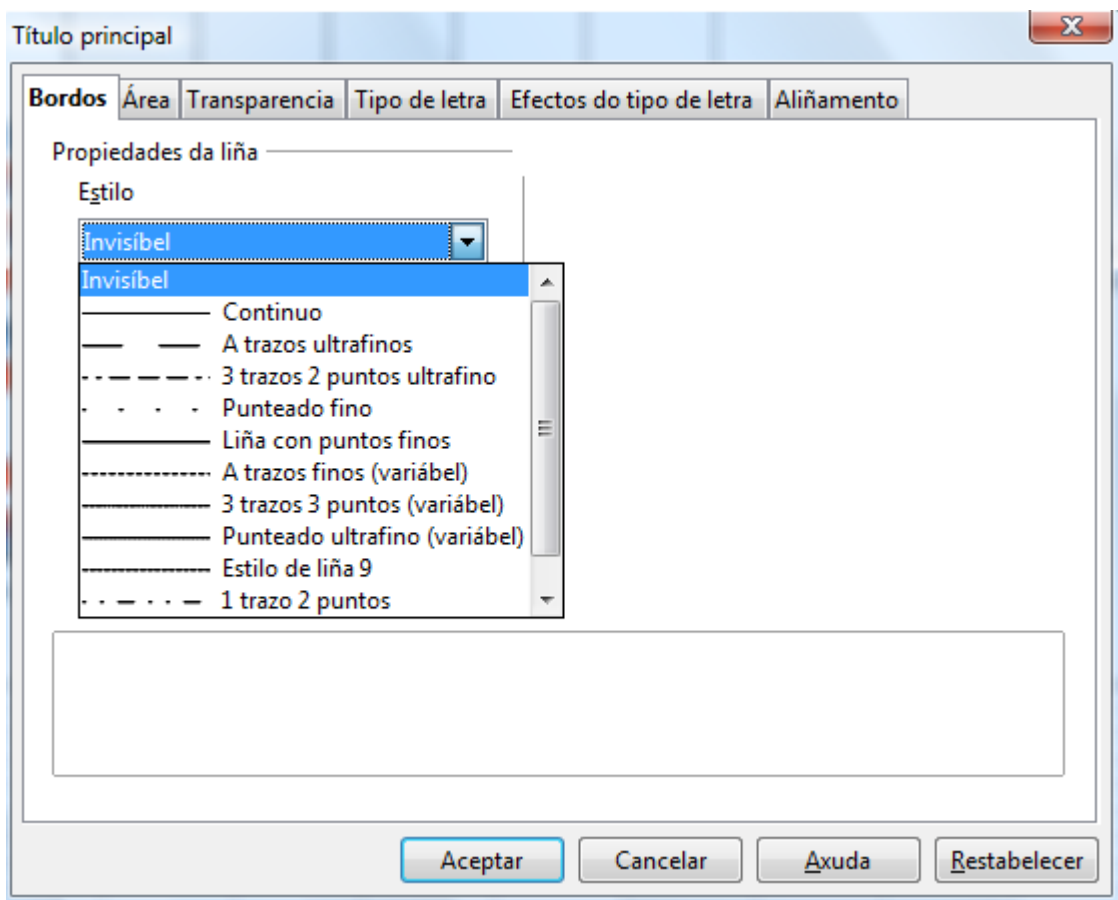 Título principal
Bordos Área Transparencia Tipo de letra Efectos do tipo de letra Aliñamento
Propiedades da liña
Estilo
Invisíbel
Invisíbel
Continuo
A trazos ultrafinos
3 trazos 2 puntos ultrafino
Punteado fino
Liña con puntos finos
A trazos finos (variábel)
3 trazos 3 puntos (variábel)
Punteado ultrafino (variábel)
Estilo de liña 9
1 trazo 2 puntos
Aceptar Cancelar Axuda Restabelecer